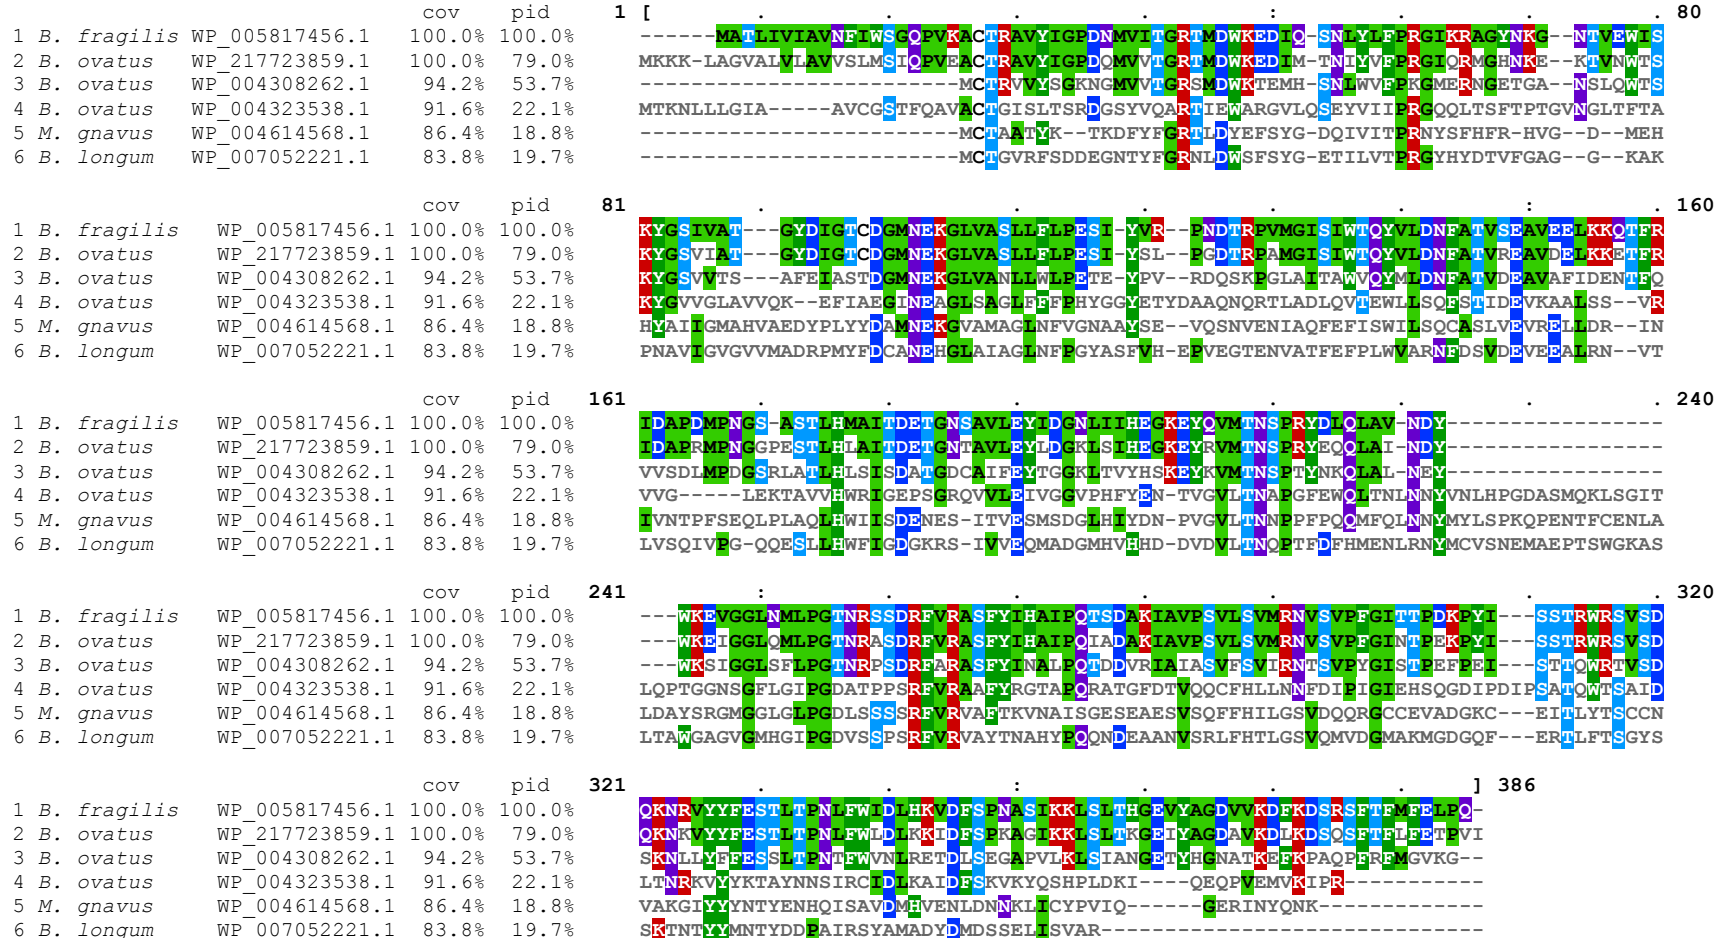 cov pid 1 [ . . . . : . . . 80
1 B. fragilis WP_005817456.1 100.0% 100.0% ------MATLIVIAVNFIWSGQPVKACTRAVYIGPDNMVITGRTMDWKEDIQ-SNLYLFPRGIKRAGYNKG--NTVEWIS
2 B. ovatus WP_217723859.1 100.0% 79.0% MKKK-LAGVALVLAVVSLMSIQPVEACTRAVYIGPDQMVVTGRTMDWKEDIM-TNIYVFPRGIQRMGHNKE--KTVNWTS
3 B. ovatus WP_004308262.1 94.2% 53.7% -------------------------MCTRVVYSGKNGMVVTGRSMDWKTEMH-SNLWVFPKGMERNGETGA--NSLQWTS
4 B. ovatus WP_004323538.1 91.6% 22.1% MTKNLLLGIA-----AVCGSTFQAVACTGISLTSRDGSYVQARTIEWARGVLQSEYVIIPRGQQLTSFTPTGVNGLTFTA
5 M. gnavus WP_004614568.1 86.4% 18.8% -------------------------MCTAATYK--TKDFYFGRTLDYEFSYG-DQIVITPRNYSFHFR-HVG--D--MEH
6 B. longum WP_007052221.1 83.8% 19.7% -------------------------MCTGVRFSDDEGNTYFGRNLDWSFSYG-ETILVTPRGYHYDTVFGAG--G--KAK
cov pid 81 . . . . . . . : . 160
1 B. fragilis WP_005817456.1 100.0% 100.0% KYGSIVAT---GYDIGTCDGMNEKGLVASLLFLPESI-YVR--PNDTRPVMGISIWTQYVLDNFATVSEAVEELKKQTFR
2 B. ovatus WP_217723859.1 100.0% 79.0% KYGSVIAT---GYDIGTCDGMNEKGLVASLLFLPESI-YSL--PGDTRPAMGISIWTQYVLDNFATVREAVDELKKETFR
3 B. ovatus WP_004308262.1 94.2% 53.7% KYGSVVTS---AFEIASTDGMNEKGLVANLLWLPETE-YPV--RDQSKPGLAITAWVQYMLDNFATVDEAVAFIDENTFQ
4 B. ovatus WP_004323538.1 91.6% 22.1% KYGVVGLAVVQK--EFIAEGINEAGLSAGLFFFPHYGGYETYDAAQNQRTLADLQVTEWLLSQFSTIDEVKAALSS--VR
5 M. gnavus WP_004614568.1 86.4% 18.8% HYAIIGMAHVAEDYPLYYDAMNEKGVAMAGLNFVGNAAYSE--VQSNVENIAQFEFISWILSQCASLVEVRELLDR--IN
6 B. longum WP_007052221.1 83.8% 19.7% PNAVIGVGVVMADRPMYFDCANEHGLAIAGLNFPGYASFVH-EPVEGTENVATFEFPLWVARNFDSVDEVEEALRN--VT
cov pid 161 . . . . : . . . 240
1 B. fragilis WP_005817456.1 100.0% 100.0% IDAPDMPNGS-ASTLHMAITDETGNSAVLEYIDGNLIIHEGKEYQVMTNSPRYDLQLAV-NDY-----------------
2 B. ovatus WP_217723859.1 100.0% 79.0% IDAPRMPNGGPESTLHLAITDETGNTAVLEYLDGKLSIHEGKEYRVMTNSPRYEQQLAI-NDY-----------------
3 B. ovatus WP_004308262.1 94.2% 53.7% VVSDLMPDGSRLATLHLSISDATGDCAIFEYTGGKLTVYHSKEYKVMTNSPTYNKQLAL-NEY-----------------
4 B. ovatus WP_004323538.1 91.6% 22.1% VVG-----LEKTAVVHWRIGEPSGRQVVLEIVGGVPHFYEN-TVGVLTNAPGFEWQLTNLNNYVNLHPGDASMQKLSGIT
5 M. gnavus WP_004614568.1 86.4% 18.8% IVNTPFSEQLPLAQLHWIISDENES-ITVESMSDGLHIYDN-PVGVLTNNPPFPQQMFQLNNYMYLSPKQPENTFCENLA
6 B. longum WP_007052221.1 83.8% 19.7% LVSQIVPG-QQESLLHWFIGDGKRS-IVVEQMADGMHVHHD-DVDVLTNQPTFDFHMENLRNYMCVSNEMAEPTSWGKAS
cov pid 241 : . . . . . . . 320
1 B. fragilis WP_005817456.1 100.0% 100.0% ---WKEVGGLNMLPGTNRSSDRFVRASFYIHAIPQTSDAKIAVPSVLSVMRNVSVPFGITTPDKPYI---SSTRWRSVSD
2 B. ovatus WP_217723859.1 100.0% 79.0% ---WKEIGGLQMLPGTNRASDRFVRASFYIHAIPQIADAKIAVPSVLSVMRNVSVPFGINTPEKPYI---SSTRWRSVSD
3 B. ovatus WP_004308262.1 94.2% 53.7% ---WKSIGGLSFLPGTNRPSDRFARASFYINALPQTDDVRIAIASVFSVIRNTSVPYGISTPEFPEI---STTQWRTVSD
4 B. ovatus WP_004323538.1 91.6% 22.1% LQPTGGNSGFLGIPGDATPPSRFVRAAFYRGTAPQRATGFDTVQQCFHLLNNFDIPIGIEHSQGDIPDIPSATQWTSAID
5 M. gnavus WP_004614568.1 86.4% 18.8% LDAYSRGMGGLGLPGDLSSSSRFVRVAFTKVNAISGESEAESVSQFFHILGSVDQQRGCCEVADGKC---EITLYTSCCN
6 B. longum WP_007052221.1 83.8% 19.7% LTAWGAGVGMHGIPGDVSSPSRFVRVAYTNAHYPQQNDEAANVSRLFHTLGSVQMVDGMAKMGDGQF---ERTLFTSGYS
cov pid 321 . . : . . . ] 386
1 B. fragilis WP_005817456.1 100.0% 100.0% QKNRVYYFESTLTPNLFWIDLHKVDFSPNASIKKLSLTHGEVYAGDVVKDFKDSRSFTFMFELPQ-
2 B. ovatus WP_217723859.1 100.0% 79.0% QKNKVYYFESTLTPNLFWLDLKKIDFSPKAGIKKLSLTKGEIYAGDAVKDLKDSQSFTFLFETPVI
3 B. ovatus WP_004308262.1 94.2% 53.7% SKNLLYFFESSLTPNTFWVNLRETDLSEGAPVLKLSIANGETYHGNATKEFKPAQPFRFMGVKG--
4 B. ovatus WP_004323538.1 91.6% 22.1% LTNRKVYYKTAYNNSIRCIDLKAIDFSKVKYQSHPLDKI----QEQPVEMVKIPR-----------
5 M. gnavus WP_004614568.1 86.4% 18.8% VAKGIYYYNTYENHQISAVDMHVENLDNNKLICYPVIQ------GERINYQNK-------------
6 B. longum WP_007052221.1 83.8% 19.7% SKTNTYYMNTYDDPAIRSYAMADYDMDSSELISVAR------------------------------